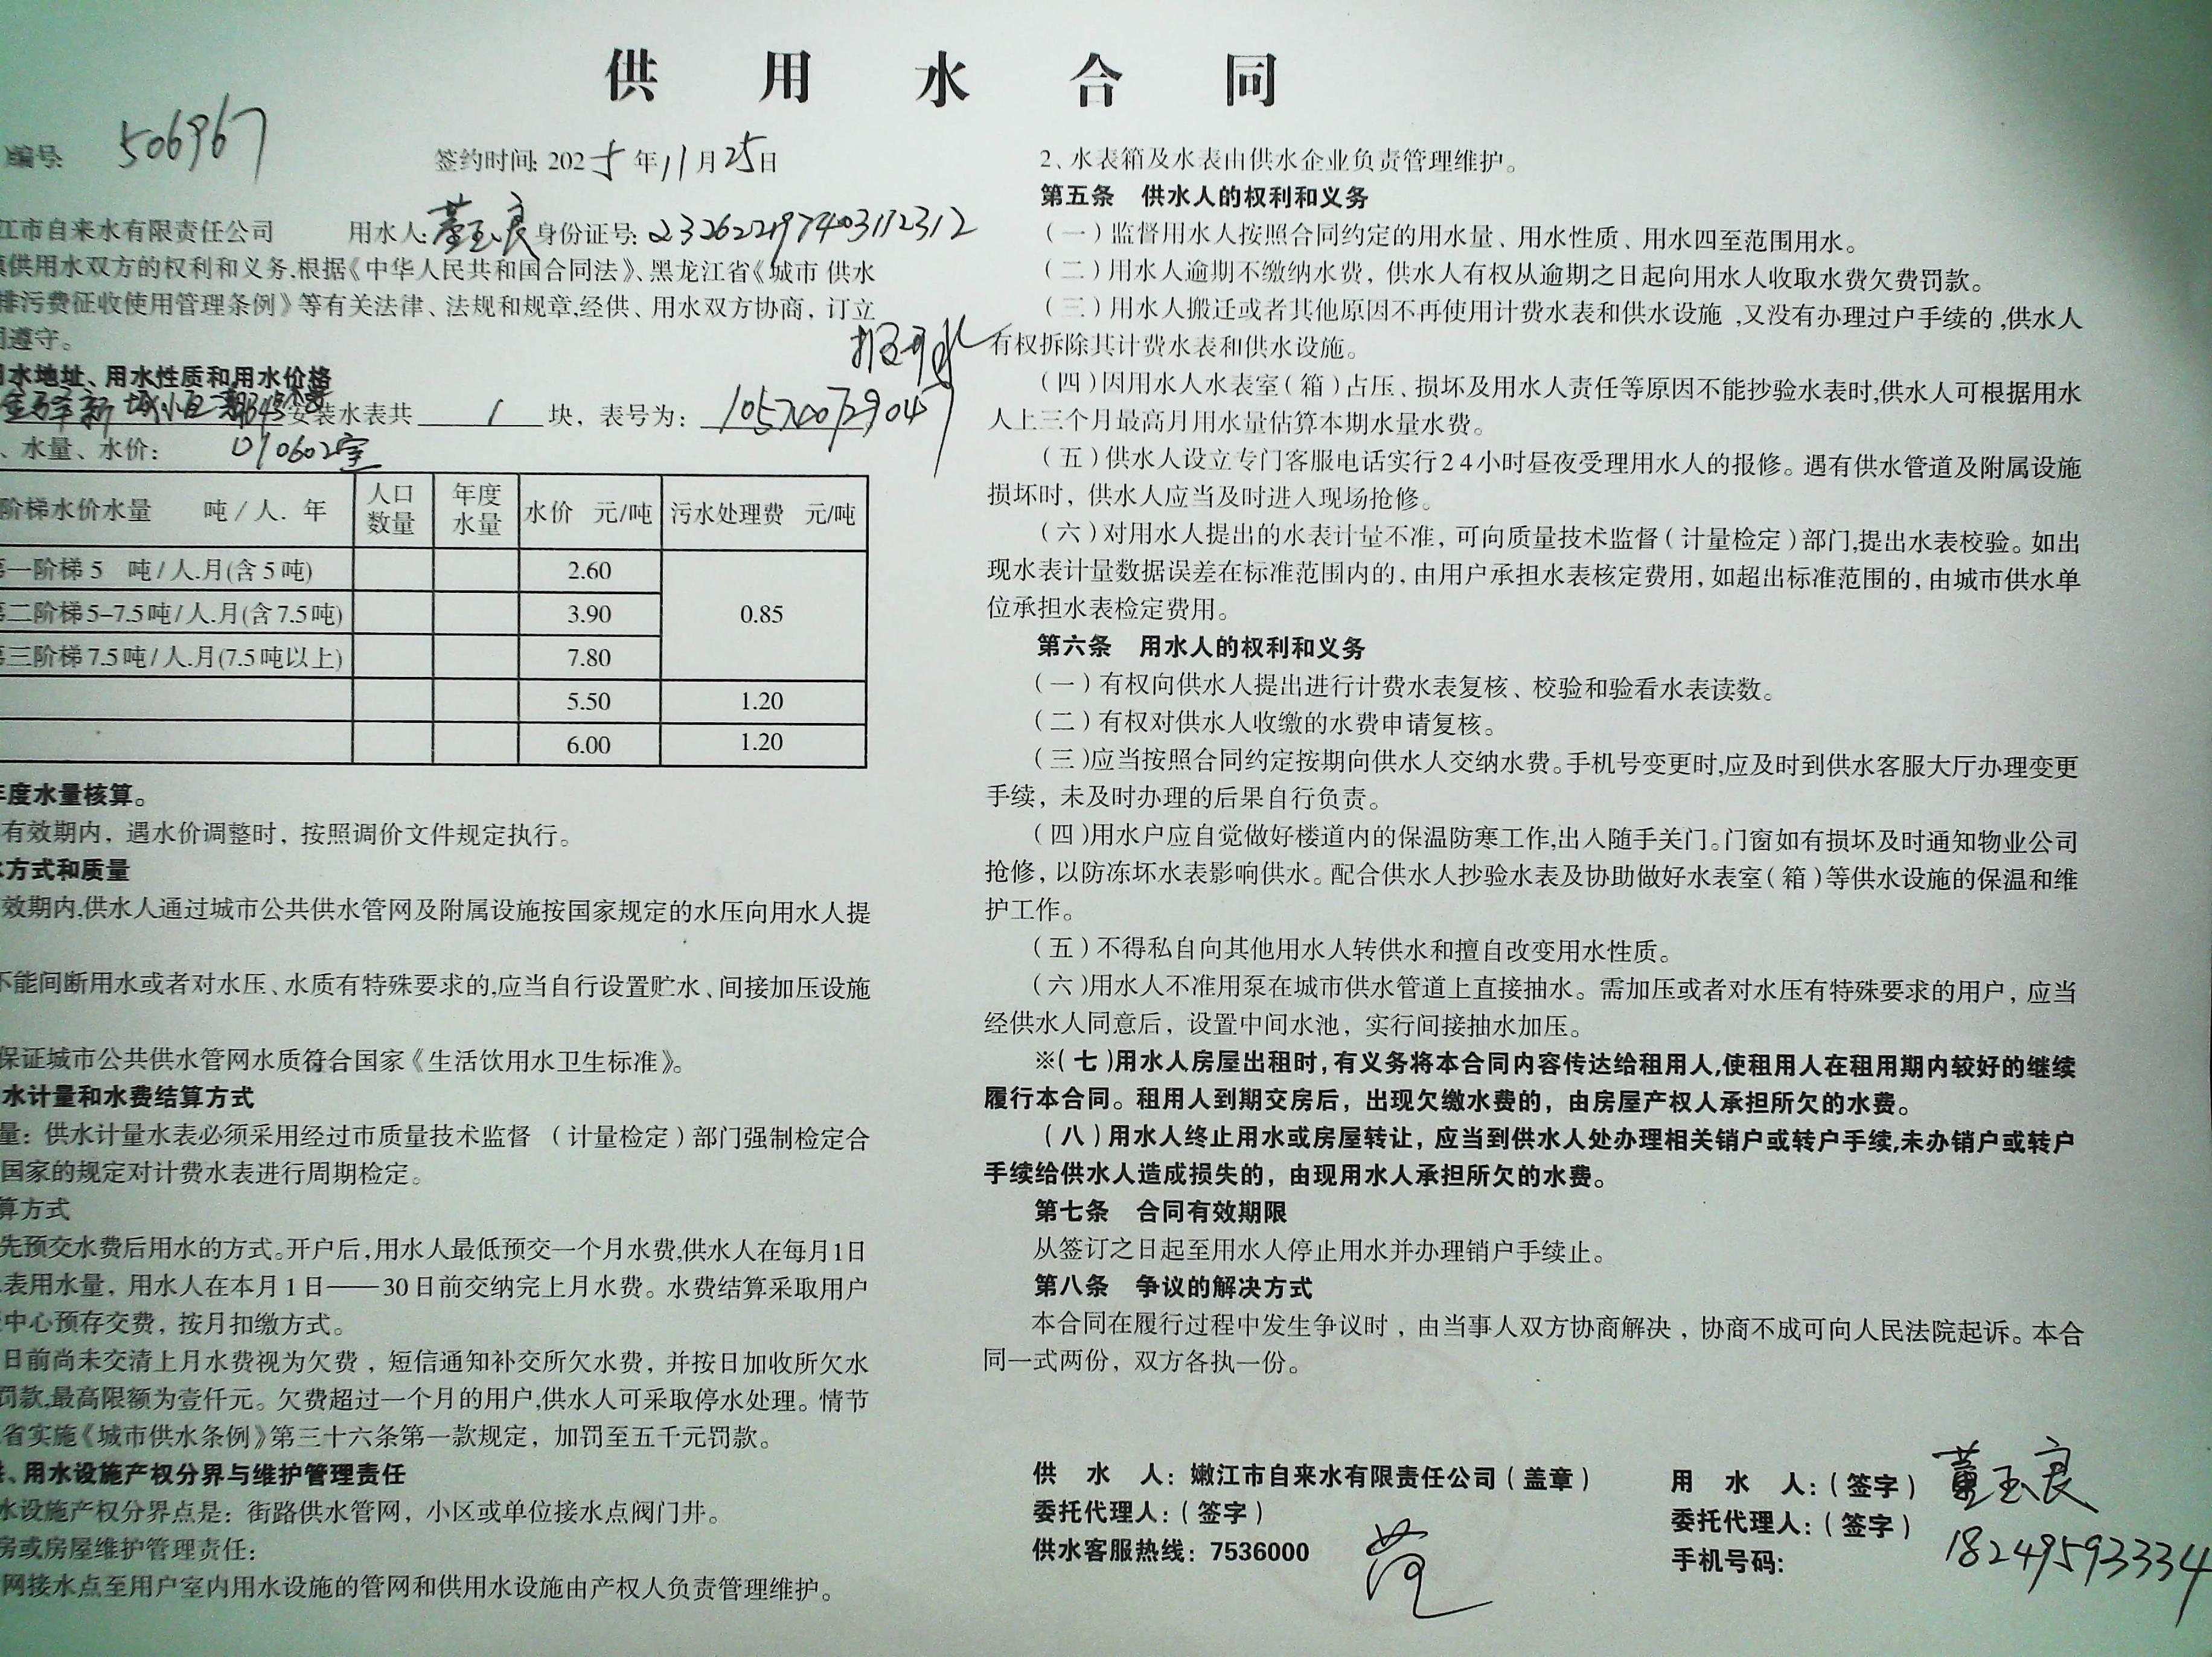 供用水合同
编号: 506967
签约时间: 2025年11月25日
江市自来水有限责任公司 用水人: 董玉良 身份证号: 232622197403112312
供用水双方的权利和义务,根据《中华人民共和国合同法》、黑龙江省《城市 供水
排污费征收使用管理条例》等有关法律、法规和规章,经供、用水双方协商，订立
遵守。
用水地址、用水性质和用水价格
安装水表共 1 块，表号为：
、水量、水价： 010602室
阶梯水价水量 吨/人.年 人口数量 年度水量 水价 元/吨 污水处理费 元/吨
第一阶梯5 吨/人.月(含5吨) 2.60 0.85
第二阶梯5-7.5吨/人.月(含7.5吨) 3.90
第三阶梯7.5吨/人.月(7.5吨以上) 7.80
5.50 1.20
6.00 1.20
年度水量核算。
有效期内，遇水价调整时，按照调价文件规定执行。
水方式和质量
效期内,供水人通过城市公共供水管网及附属设施按国家规定的水压向用水人提
不能间断用水或者对水压、水质有特殊要求的,应当自行设置贮水、间接加压设施
保证城市公共供水管网水质符合国家《生活饮用水卫生标准》。
水计量和水费结算方式
量：供水计量水表必须采用经过市质量技术监督 （计量检定）部门强制检定合
国家的规定对计费水表进行周期检定。
算方式
先预交水费后用水的方式。开户后,用水人最低预交一个月水费,供水人在每月1日
表用水量，用水人在本月1日——30日前交纳完上月水费。水费结算采取用户
中心预存交费，按月扣缴方式。
日前尚未交清上月水费视为欠费，短信通知补交所欠水费，并按日加收所欠水
罚款,最高限额为壹仟元。欠费超过一个月的用户,供水人可采取停水处理。情节
省实施《城市供水条例》第三十六条第一款规定，加罚至五千元罚款。
、用水设施产权分界与维护管理责任
水设施产权分界点是：街路供水管网，小区或单位接水点阀门井。
房或房屋维护管理责任：
网接水点至用户室内用水设施的管网和供用水设施由产权人负责管理维护。
2、水表箱及水表由供水企业负责管理维护。
第五条 供水人的权利和义务
（一）监督用水人按照合同约定的用水量、用水性质、用水四至范围用水。
（二）用水人逾期不缴纳水费，供水人有权从逾期之日起向用水人收取水费欠费罚款。
（三）用水人搬迁或者其他原因不再使用计费水表和供水设施,又没有办理过户手续的,供水人
有权拆除其计费水表和供水设施。
（四）因用水人水表室（箱）占压、损坏及用水人责任等原因不能抄验水表时,供水人可根据用水
人上三个月最高月用水量估算本期水量水费。
（五）供水人设立专门客服电话实行24小时昼夜受理用水人的报修。遇有供水管道及附属设施
损坏时，供水人应当及时进入现场抢修。
（六）对用水人提出的水表计量不准，可向质量技术监督（计量检定）部门,提出水表校验。如出
现水表计量数据误差在标准范围内的，由用户承担水表核定费用，如超出标准范围的，由城市供水单
位承担水表检定费用。
第六条 用水人的权利和义务
（一）有权向供水人提出进行计费水表复核、校验和验看水表读数。
（二）有权对供水人收缴的水费申请复核。
（三）应当按照合同约定按期向供水人交纳水费。手机号变更时,应及时到供水客服大厅办理变更
手续，未及时办理的后果自行负责。
（四）用水户应自觉做好楼道内的保温防寒工作,出入随手关门。门窗如有损坏及时通知物业公司
抢修，以防冻坏水表影响供水。配合供水人抄验水表及协助做好水表室（箱）等供水设施的保温和维
护工作。
（五）不得私自向其他用水人转供水和擅自改变用水性质。
（六）用水人不准用泵在城市供水管道上直接抽水。需加压或者对水压有特殊要求的用户，应当
经供水人同意后，设置中间水池，实行间接抽水加压。
※（七）用水人房屋出租时，有义务将本合同内容传达给租用人,使租用人在租用期内较好的继续
履行本合同。租用人到期交房后，出现欠缴水费的，由房屋产权人承担所欠的水费。
（八）用水人终止用水或房屋转让，应当到供水人处办理相关销户或转户手续,未办销户或转户
手续给供水人造成损失的，由现用水人承担所欠的水费。
第七条 合同有效期限
从签订之日起至用水人停止用水并办理销户手续止。
第八条 争议的解决方式
本合同在履行过程中发生争议时，由当事人双方协商解决，协商不成可向人民法院起诉。本合
同一式两份，双方各执一份。
供 水 人：嫩江市自来水有限责任公司（盖章）
委托代理人：（签字）
供水客服热线：7536000
用 水 人：（签字） 董玉良
委托代理人：（签字）
手机号码: 18249593334